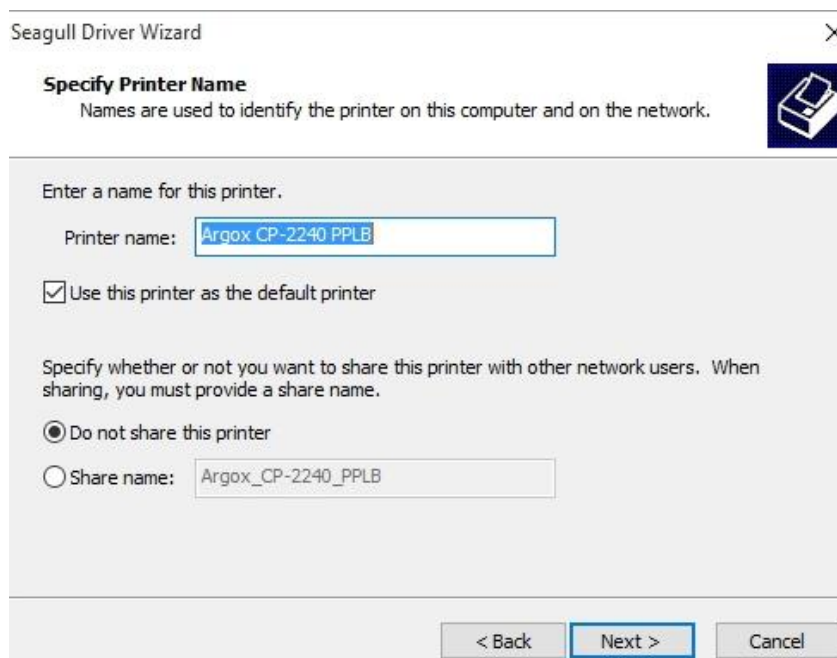 Seagull Driver Wizard
Specify Printer Name
Names are used to identify the printer on this computer and on the network.
Enter a name for this printer.
Printer name: Argox CP-2240 PPLB
Use this printer as the default printer
Specify whether or not you want to share this printer with other network users. When
sharing, you must provide a share name.
Do not share this printer
Share name: Argox_CP-2240_PPLB
< Back Next > Cancel